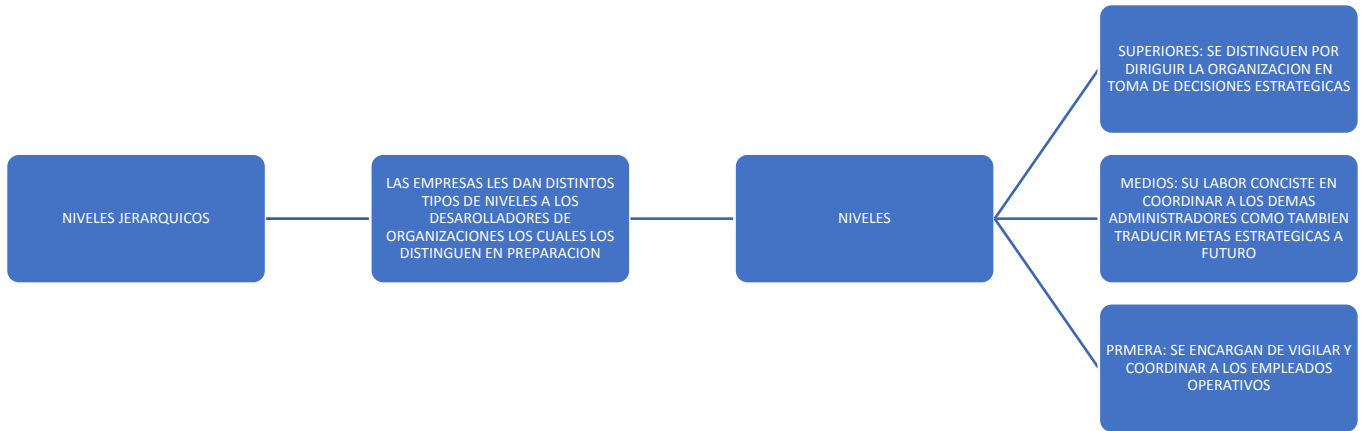 NIVELES JERARQUICOS
LAS EMPRESAS LES DAN DISTINTOS
TIPOS DE NIVELES A LOS
DESAROLLADORES DE
ORGANIZACIONES LOS CUALES LOS
DISTINGUEN EN PREPARACION
NIVELES
SUPERIORES: SE DISTINGUEN POR
DIRIGUIR LA ORGANIZACION EN
TOMA DE DECISIONES ESTRATEGICAS
MEDIOS: SU LABOR CONCISTE EN
COORDINAR A LOS DEMAS
ADMINISTRADORES COMO TAMBIEN
TRADUCIR METAS ESTRATEGICAS A
FUTURO
PRMERA: SE ENCARGAN DE VIGILAR Y
COORDINAR A LOS EMPLEADOS
OPERATIVOS